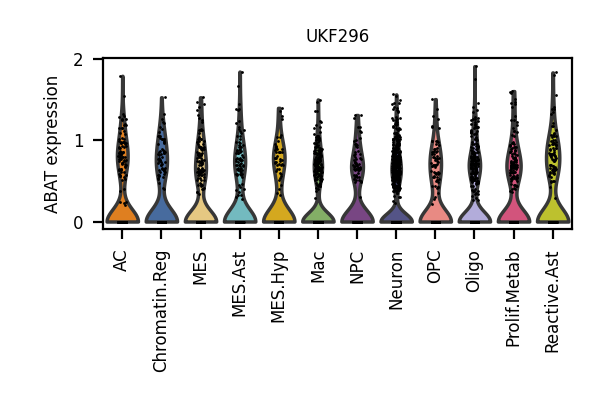 UKF296
ABAT expression
2
1
0
AC
Chromatin.Reg
MES
MES.Ast
MES.Hyp
Mac
NPC
Neuron
OPC
Oligo
Prolif.Metab
Reactive.Ast